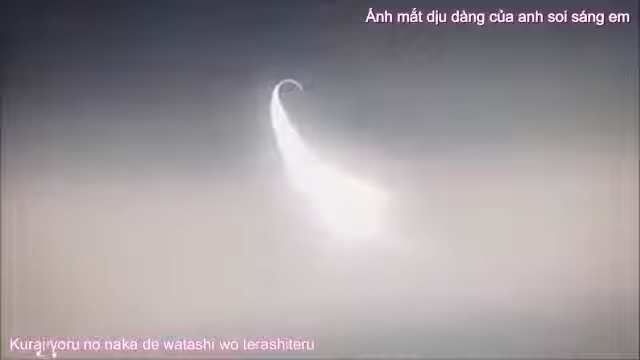 Ánh mắt dịu dàng của anh soi sáng em
Kurai yoru no naka de watashi wo terashiteru